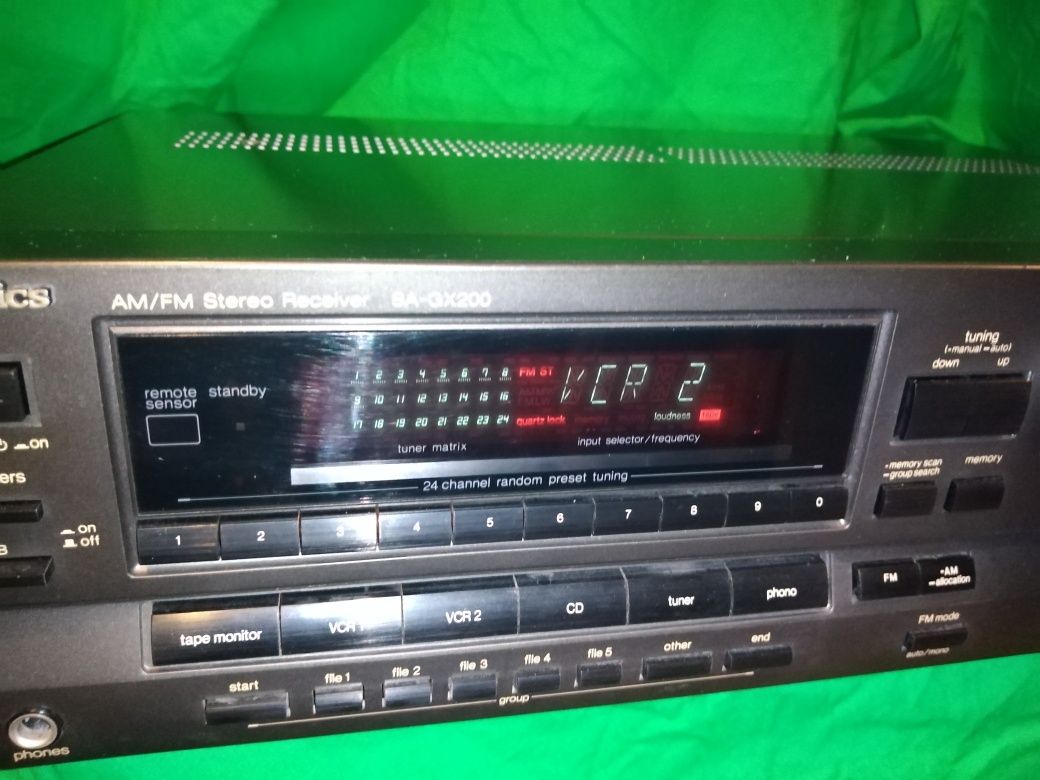 ics AM/FM Stereo Receiver SA-GX200
tuning
(•manual –auto)
down up
remote
sensor
standby
1 2 3 4 5 6 7 8
9 10 11 12 13 14 15 16
17 18 19 20 21 22 23 24
FM ST
quartz lock
VCR 2
loudness
tuner matrix
input selector/frequency
24 channel random preset tuning
on
ers
on
off
B
•memory scan
–group search
memory
1 2 3 4 5 6 7 8 9 0
tape monitor VCR 1 VCR 2 CD tuner phono
FM
•AM
–allocation
FM mode
auto/mono
start file 1 file 2 file 3 file 4 file 5 other end
group
phones